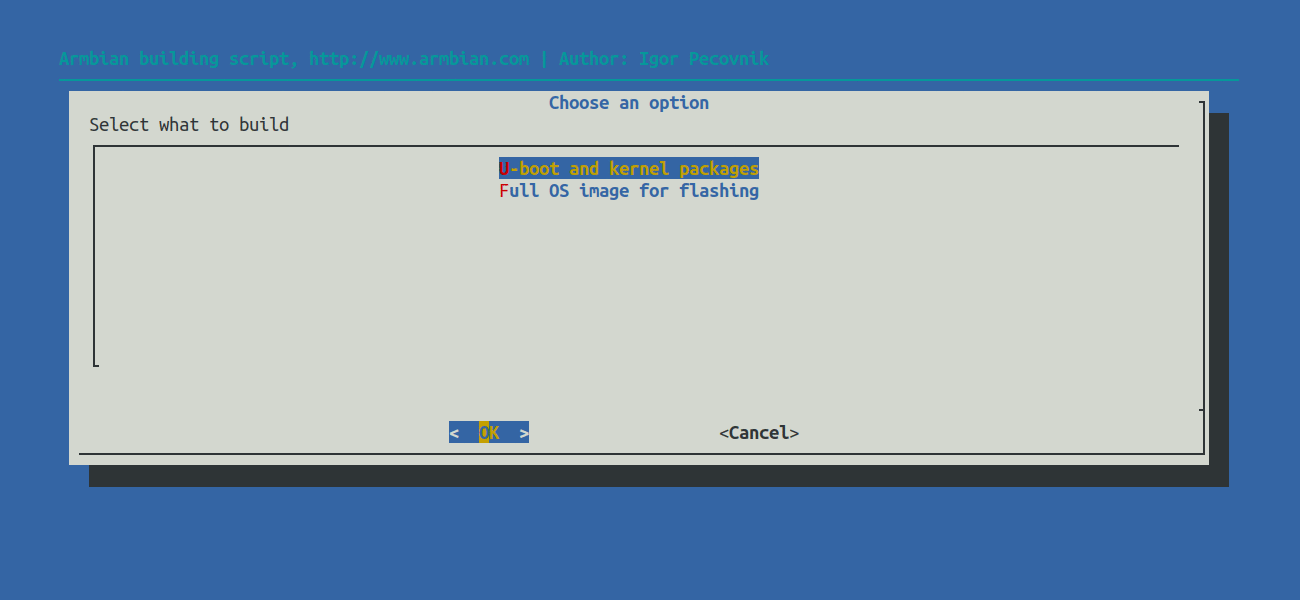 Armbian building script, http://www.armbian.com | Author: Igor Pecovnik
Choose an option
Select what to build
U-boot and kernel packages
Full OS image for flashing
< OK > <Cancel>